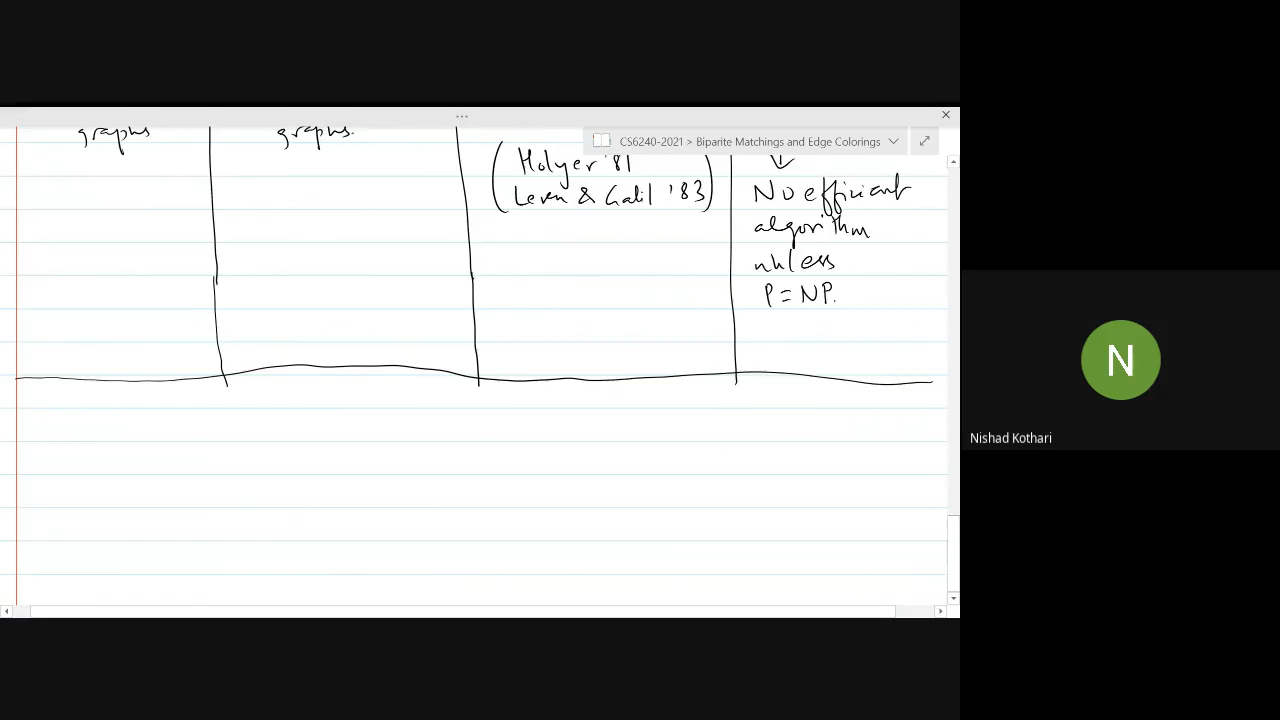 ...
CS6240-2021 > Biparite Matchings and Edge Colorings
graphs
graphs.
( Holyer '81
Leven & Galil '83 )
No efficient
algorithm
unless
P = NP.
N
Nishad Kothari